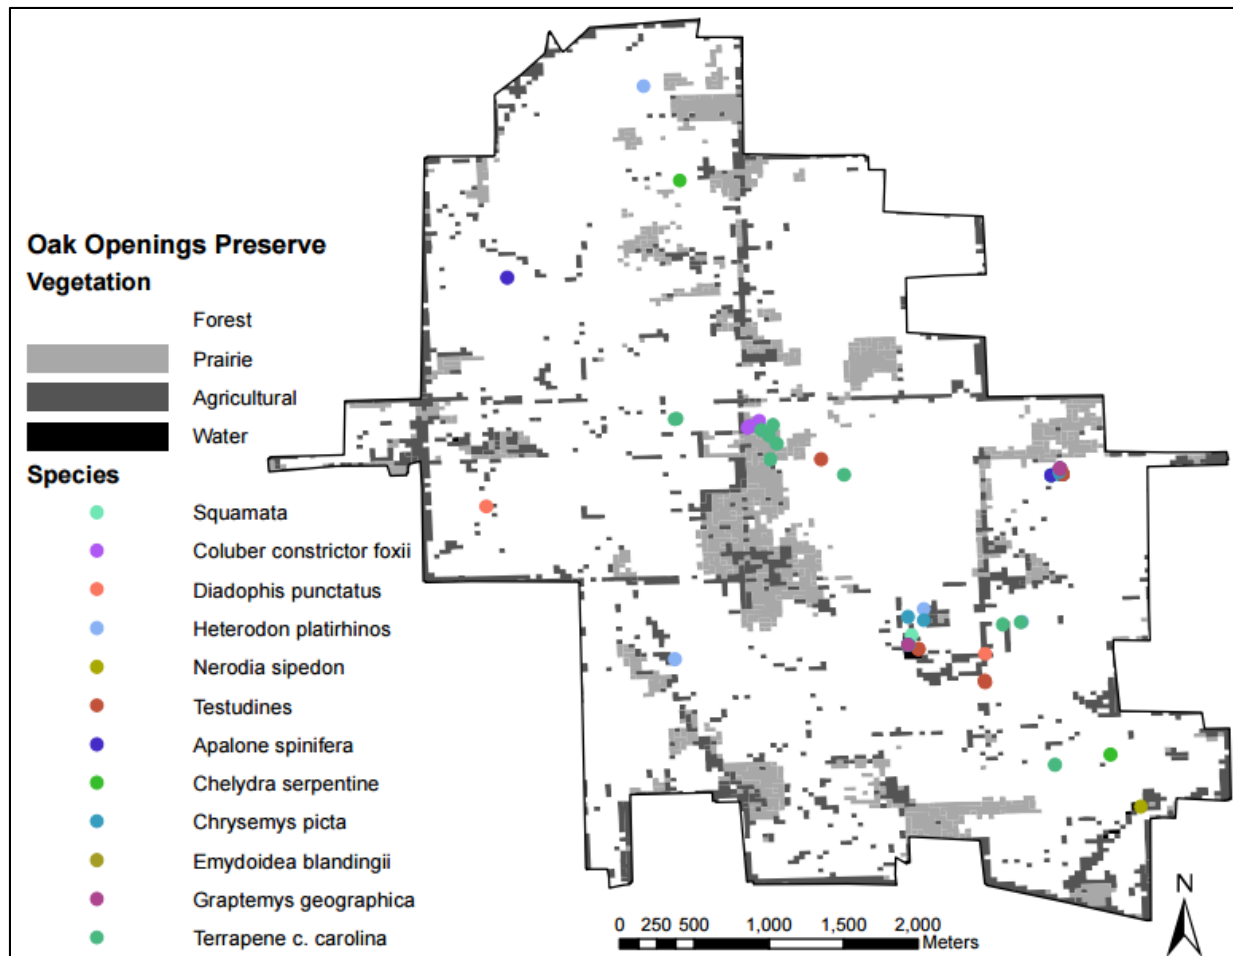 Oak Openings Preserve
Vegetation
Forest
Prairie
Agricultural
Water
Species
Squamata
Coluber constrictor foxii
Diadophis punctatus
Heterodon platirhinos
Nerodia sipedon
Testudines
Apalone spinifera
Chelydra serpentine
Chrysemys picta
Emydoidea blandingii
Graptemys geographica
Terrapene c. carolina
N
0 250 500 1,000 1,500 2,000
Meters